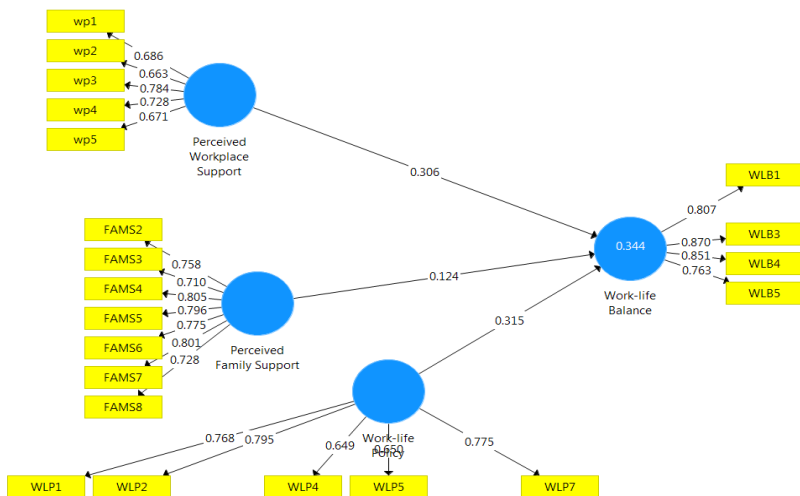 wp1
wp2
wp3
wp4
wp5
0.686
0.663
0.784
0.728
0.671
Perceived
Workplace
Support
0.306
WLB1
0.807
WLB3
WLB4
WLB5
0.870
0.851
0.763
0.344
Work-life
Balance
FAMS2
FAMS3
FAMS4
FAMS5
FAMS6
FAMS7
FAMS8
0.758
0.710
0.805
0.796
0.775
0.801
0.728
Perceived
Family Support
0.124
0.315
Work-life
Policy
0.768
0.795
0.649
0.650
0.775
WLP1
WLP2
WLP4
WLP5
WLP7